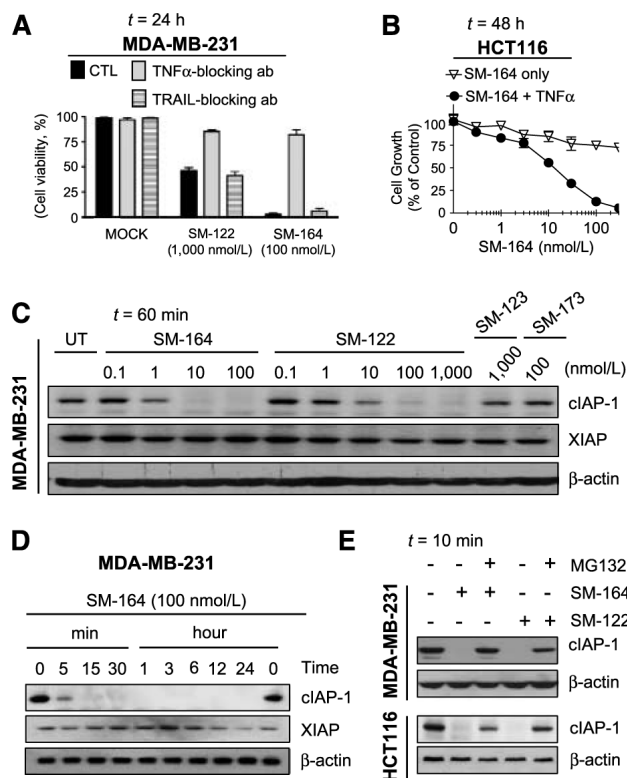 A
t = 24 h
MDA-MB-231
CTL
TNFα-blocking ab
TRAIL-blocking ab
(Cell viability, %)
100
75
50
25
0
MOCK
SM-122
(1,000 nmol/L)
SM-164
(100 nmol/L)
B
t = 48 h
HCT116
SM-164 only
SM-164 + TNFα
Cell Growth
(% of Control)
100
75
50
25
0
0 1 10 100
SM-164 (nmol/L)
C
t = 60 min
MDA-MB-231
UT SM-164 SM-122 SM-123 SM-173
0.1 1 10 100 0.1 1 10 100 1,000 1,000 100 (nmol/L)
cIAP-1
XIAP
β-actin
D
MDA-MB-231
SM-164 (100 nmol/L)
min hour
0 5 15 30 1 3 6 12 24 0 Time
cIAP-1
XIAP
β-actin
E
t = 10 min
- - + - + MG132
- + + - - SM-164
- - - + + SM-122
MDA-MB-231
cIAP-1
β-actin
HCT116
cIAP-1
β-actin